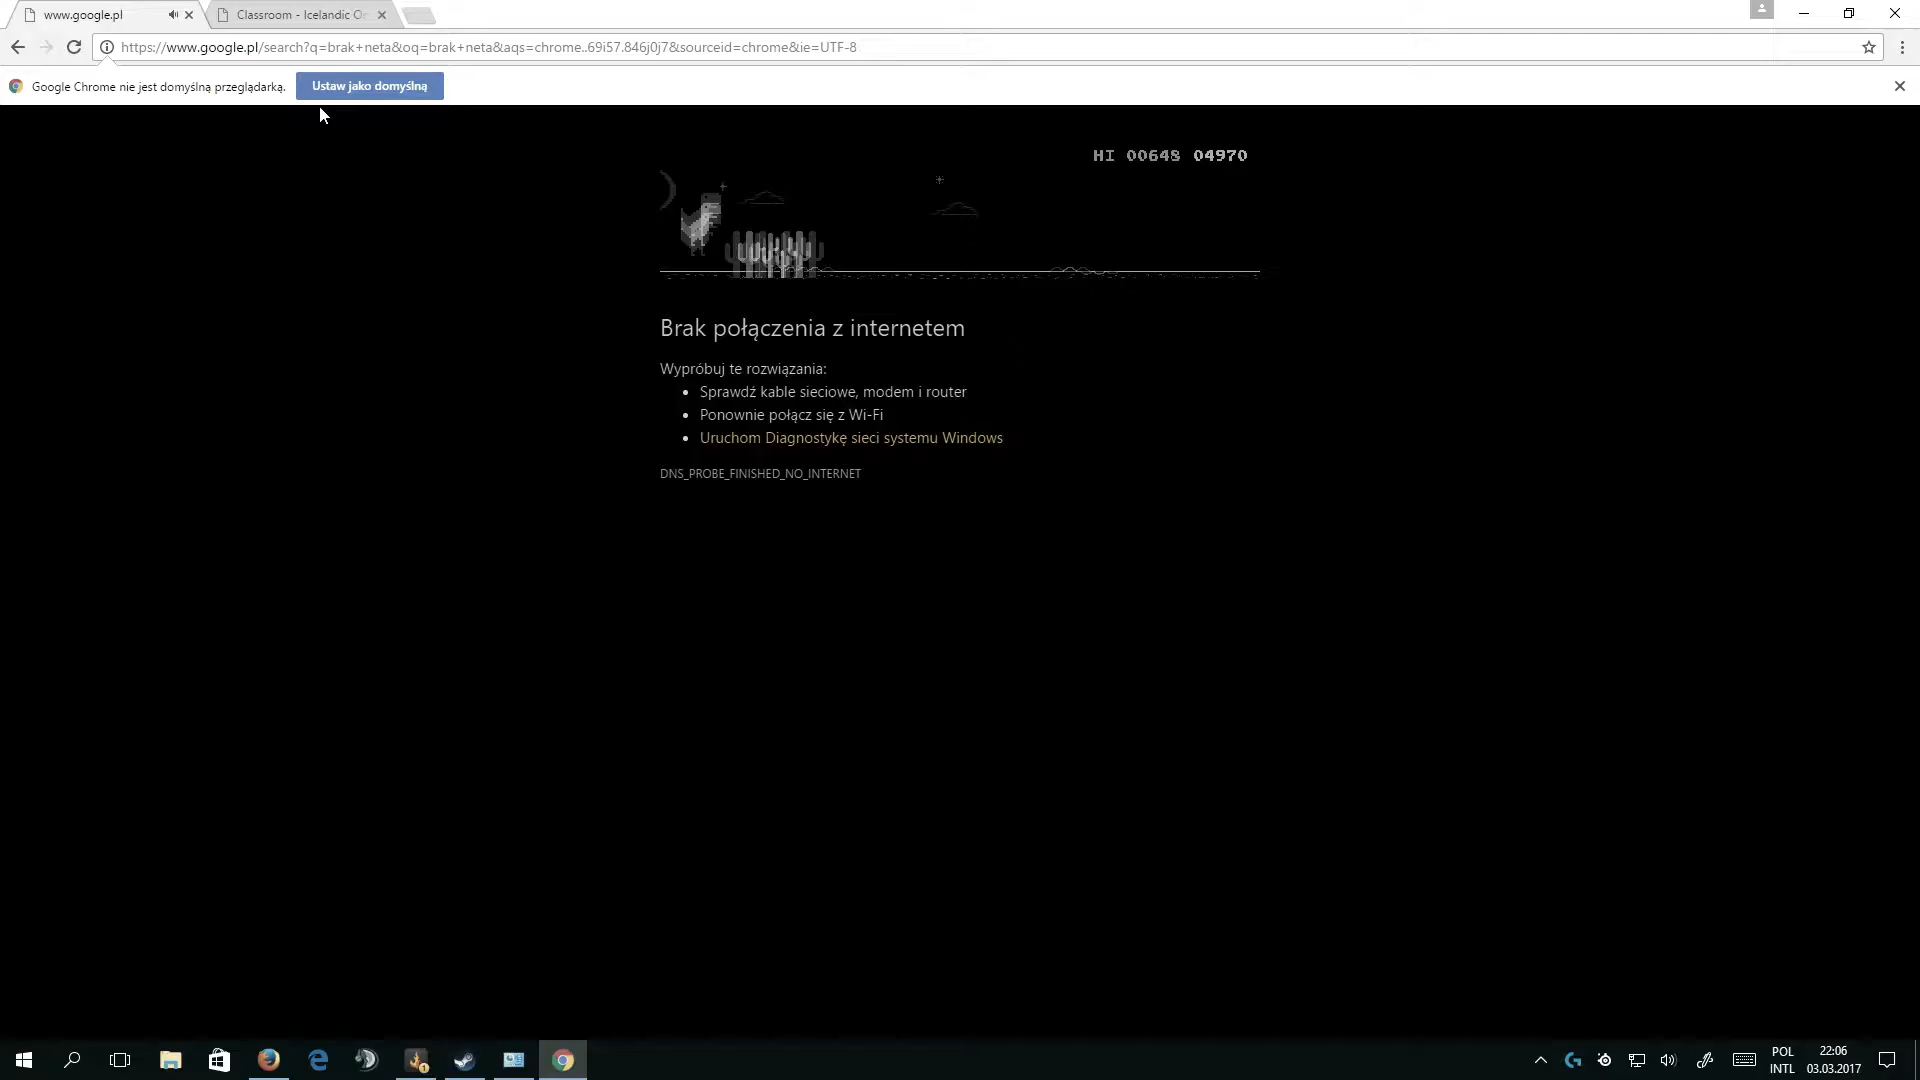 www.google.pl
Classroom - Icelandic O
https://www.google.pl/search?q=brak+neta&oq=brak+neta&aqs=chrome..69i57.846j0j7&sourceid=chrome&ie=UTF-8
Google Chrome nie jest domyślną przeglądarką.
Ustaw jako domyślną
HI 00648 04970
Brak połączenia z internetem
Wypróbuj te rozwiązania:
Sprawdź kable sieciowe, modem i router
Ponownie połącz się z Wi-Fi
Uruchom Diagnostykę sieci systemu Windows
DNS_PROBE_FINISHED_NO_INTERNET
1
POL
INTL
22:06
03.03.2017